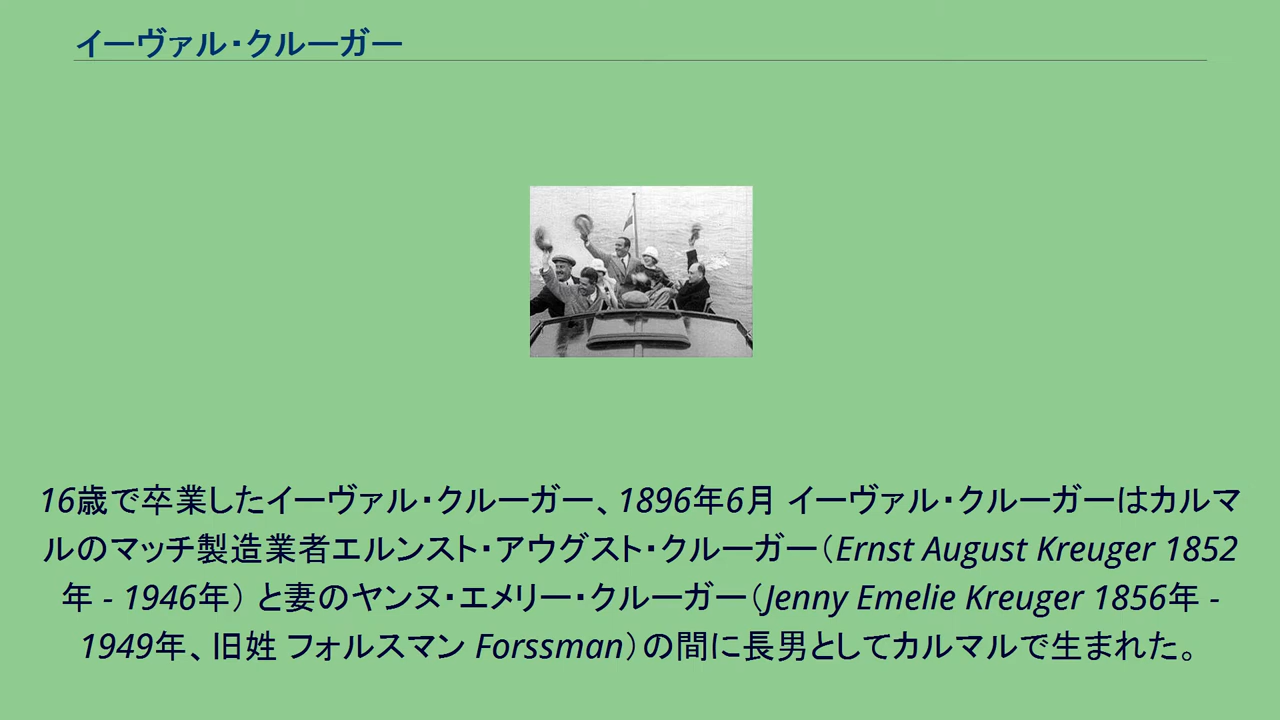 イーヴァル・クルーガー
16歳で卒業したイーヴァル・クルーガー、1896年6月 イーヴァル・クルーガーはカルマ
ルのマッチ製造業者エルンスト・アウグスト・クルーガー（Ernst August Kreuger 1852
年 - 1946年） と妻のヤンヌ・エメリー・クルーガー（Jenny Emelie Kreuger 1856年 -
1949年、旧姓 フォルスマン Forssman）の間に長男としてカルマルで生まれた。